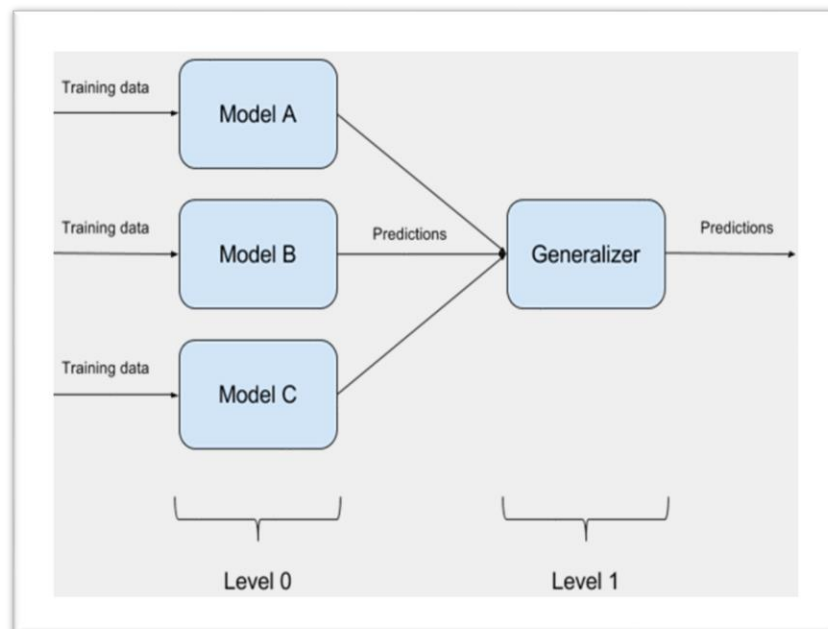 Training data
Model A
Training data
Model B
Predictions
Generalizer
Predictions
Training data
Model C
Level 0
Level 1